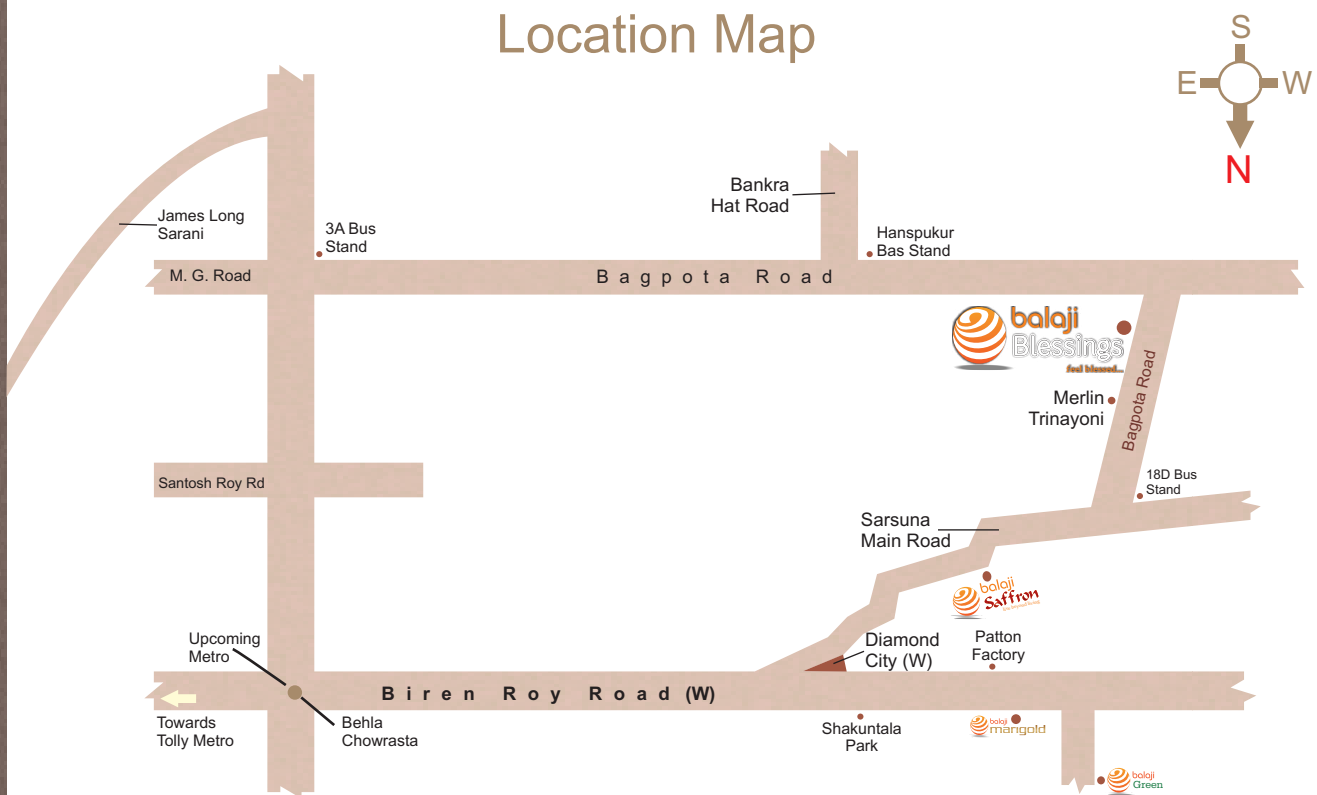 Location Map
S
E W
N
James Long
Sarani
3A Bus
Stand
Bankra
Hat Road
Hanspukur
Bas Stand
M. G. Road
Bagpota Road
balaji
Blessings
feel blessed...
Merlin
Trinayoni
Bagpota Road
18D Bus
Stand
Santosh Roy Rd
Sarsuna
Main Road
balaji
Saffron
Upcoming
Metro
Diamond
City (W)
Patton
Factory
Biren Roy Road (W)
Towards
Tolly Metro
Behla
Chowrasta
Shakuntala
Park
balaji
marigold
balaji
Green